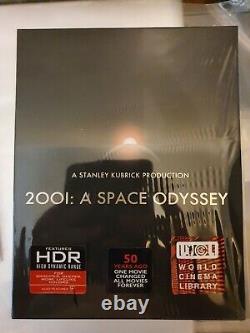 A STANLEY KUBRICK PRODUCTION
2001: A SPACE ODYSSEY
FEATURES
HDR
HIGH DYNAMIC RANGE
50
YEARS AGO
ONE MOVIE
CHANGED
ALL MOVIES
FOREVER
WORLD
CINEMA
LIBRARY